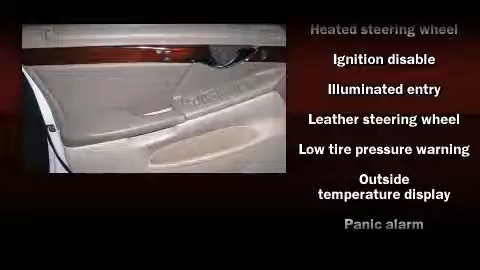 Heated steering wheel
Ignition disable
Illuminated entry
Leather steering wheel
Low tire pressure warning
Outside
temperature display
Panic alarm